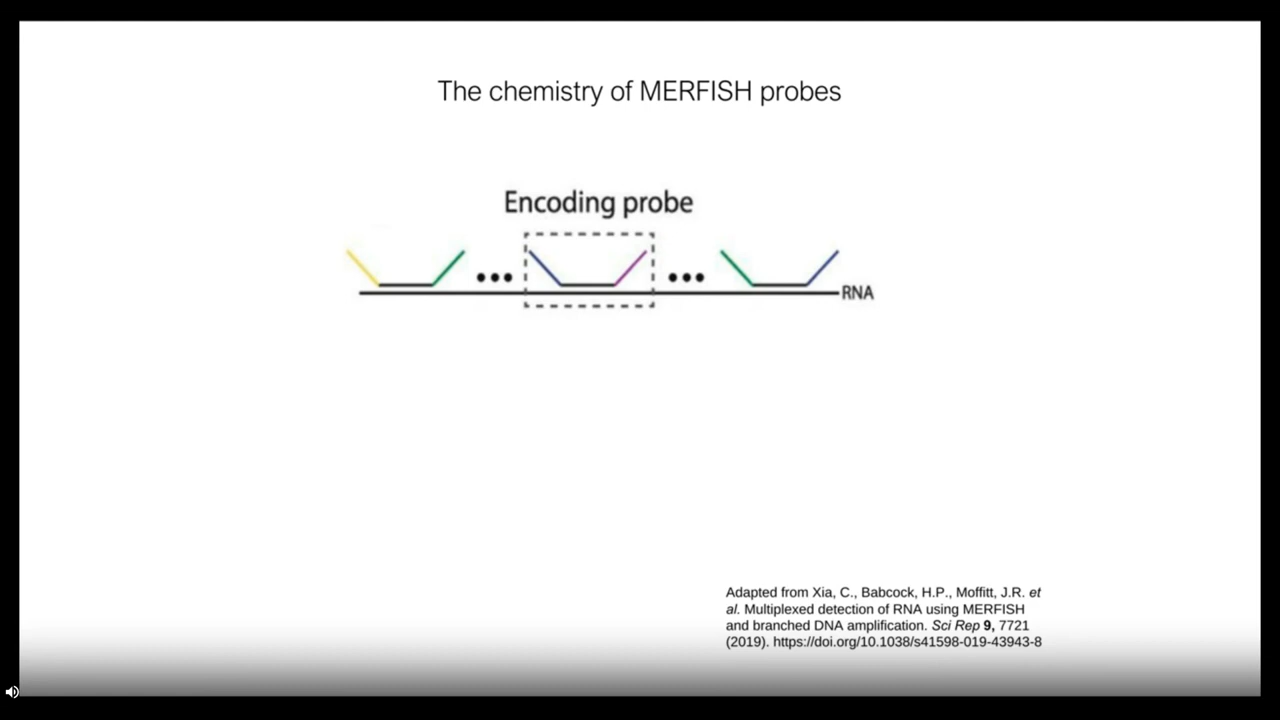 The chemistry of MERFISH probes
Encoding probe
RNA
Adapted from Xia, C., Babcock, H.P., Moffitt, J.R. et
al. Multiplexed detection of RNA using MERFISH
and branched DNA amplification. Sci Rep 9, 7721
(2019). https://doi.org/10.1038/s41598-019-43943-8